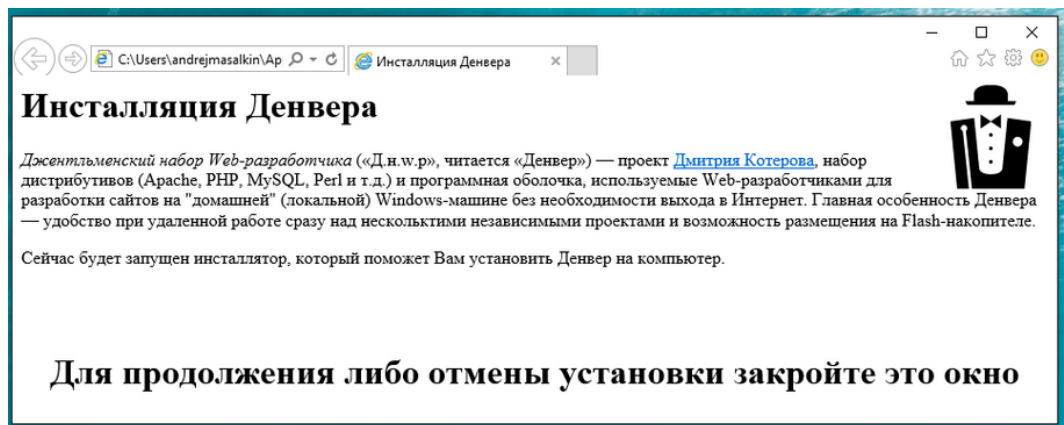 C:\Users\andrejmasalkin\Ap
Инсталляция Денвера
Инсталляция Денвера
Джентльменский набор Web-разработчика («Д.н.w.р», читается «Денвер») — проект Дмитрия Котерова, набор
дистрибутивов (Apache, PHP, MySQL, Perl и т.д.) и программная оболочка, используемые Web-разработчиками для
разработки сайтов на "домашней" (локальной) Windows-машине без необходимости выхода в Интернет. Главная особенность Денвера
— удобство при удаленной работе сразу над нескольктими независимыми проектами и возможность размещения на Flash-накопителе.
Сейчас будет запущен инсталлятор, который поможет Вам установить Денвер на компьютер.
Для продолжения либо отмены установки закройте это окно